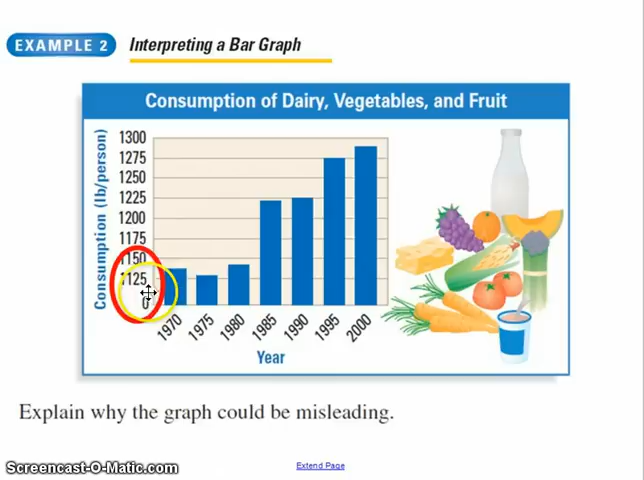 EXAMPLE 2 Interpreting a Bar Graph
Consumption of Dairy, Vegetables, and Fruit
Consumption (lb/person)
1300
1275
1250
1225
1200
1175
1150
1125
0
1970 1975 1980 1985 1990 1995 2000
Year
Explain why the graph could be misleading.
Extend Page
Screencast-O-Matic.com